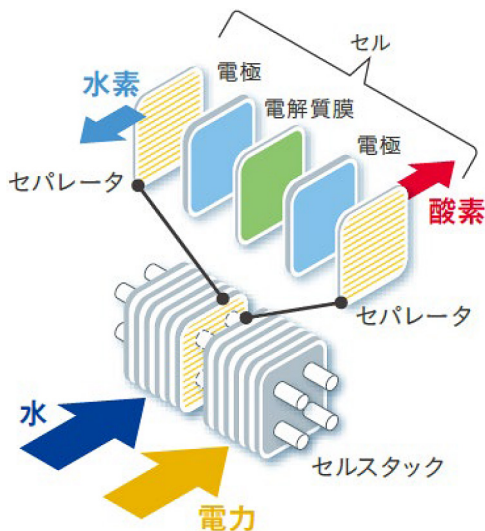 セル
電極
水素
電解質膜
電極
セパレータ
酸素
セパレータ
水
セルスタック
電力